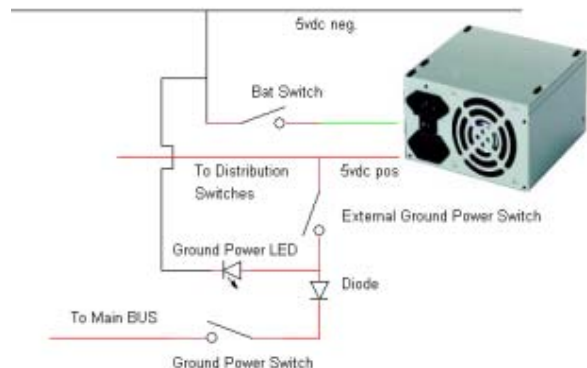 5vdc neg.
Bat Switch
To Distribution
Switches
5vdc pos
External Ground Power Switch
Ground Power LED
Diode
To Main BUS
Ground Power Switch